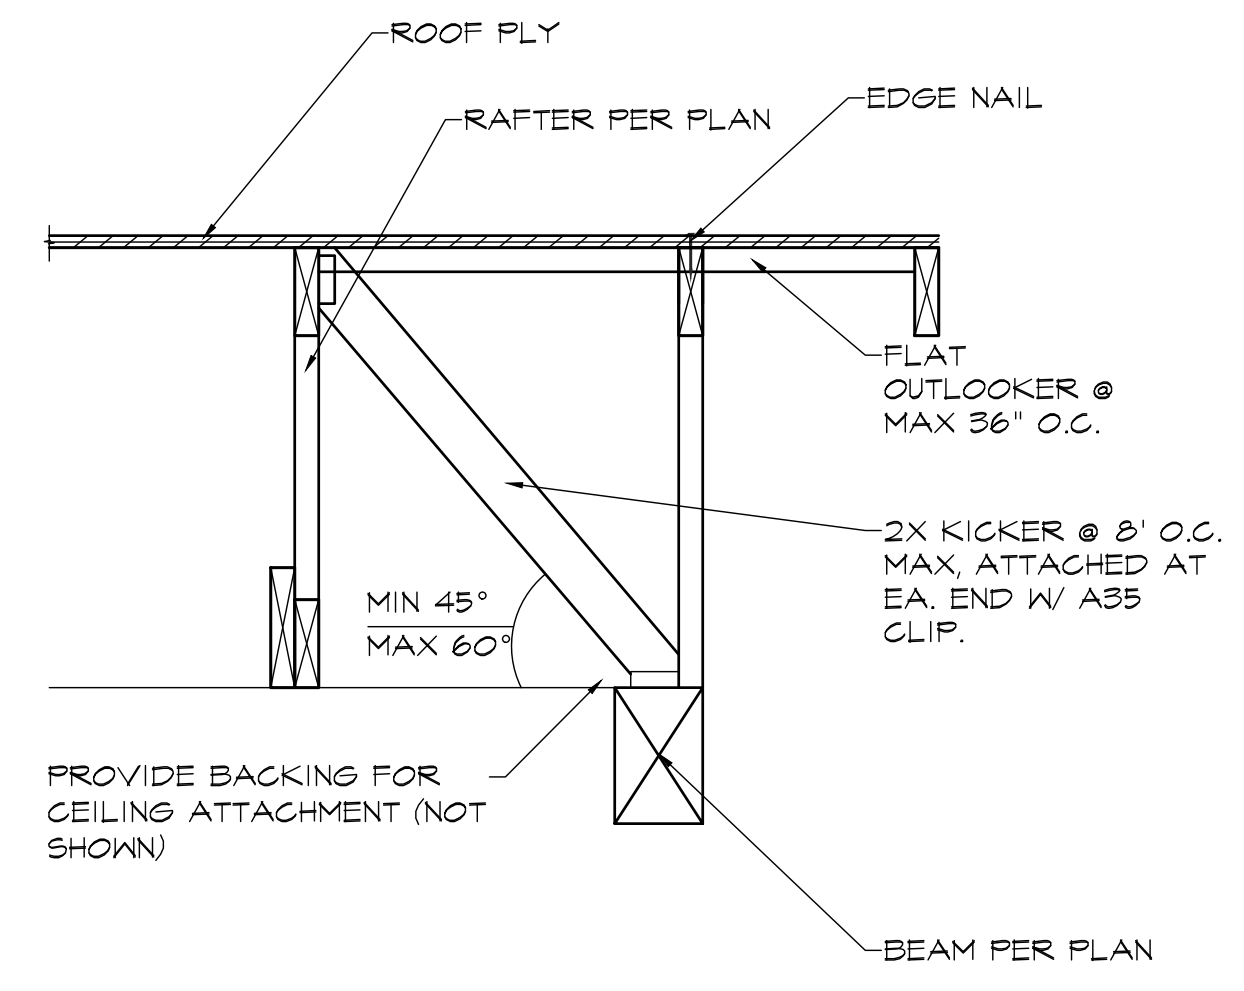 ROOF PLY
EDGE NAIL
RAFTER PER PLAN
FLAT
OUTLOOKER @
MAX 36" O.C.
2X KICKER @ 8' O.C.
MAX, ATTACHED AT
EA. END W/ A35
CLIP.
MIN 45°
MAX 60°
PROVIDE BACKING FOR
CEILING ATTACHMENT (NOT
SHOWN)
BEAM PER PLAN